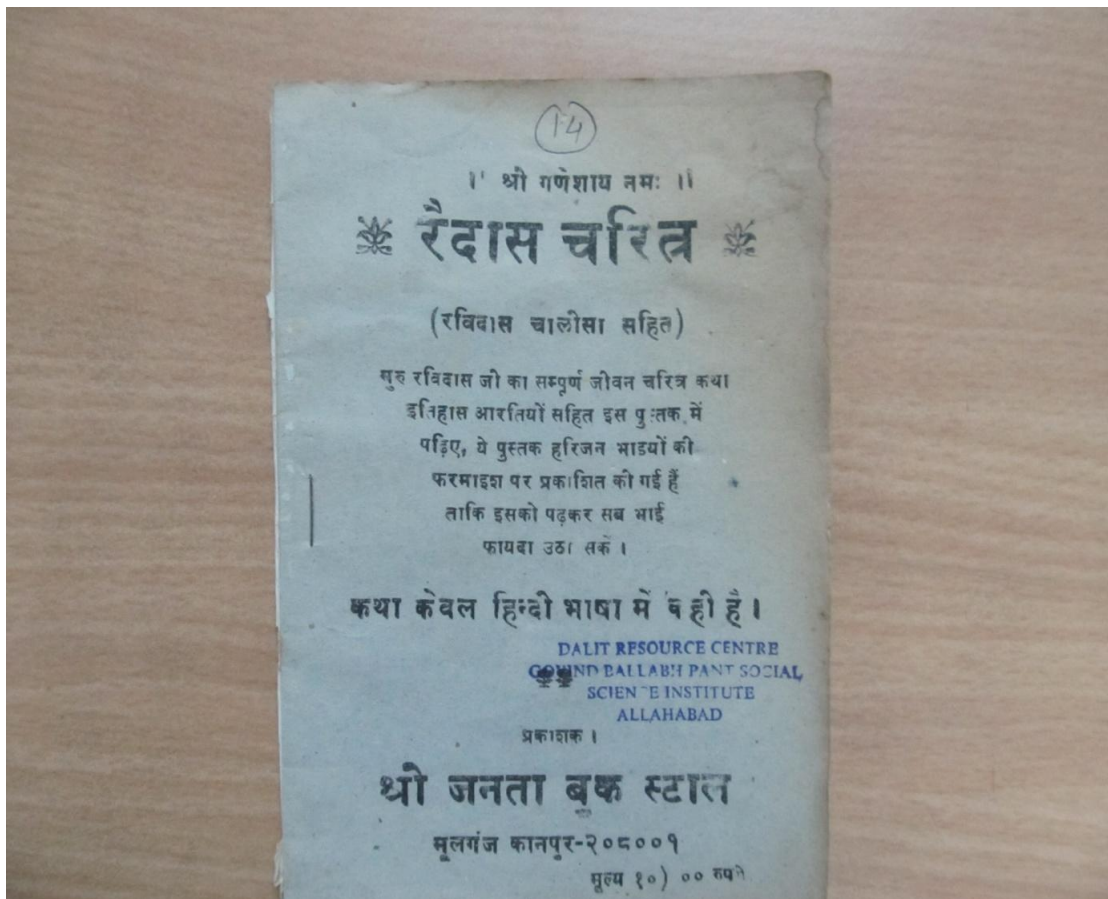 14
।। श्री गणेशाय नमः ।।
रैदास चरित्र
(रविदास चालीसा सहित)
गुरु रविदास जी का सम्पूर्ण जीवन चरित्र कथा
इतिहास आरतियों सहित इस पुस्तक में
पढ़िए, ये पुस्तक हरिजन भाइयों की
फरमाइश पर प्रकाशित की गई हैं
ताकि इसको पढ़कर सब भाई
फायदा उठा सकें ।
कथा केवल हिन्दी भाषा में ही है ।
DALIT RESOURCE CENTRE
GOVIND BALLABH PANT SOCIAL
SCIENCE INSTITUTE
ALLAHABAD
प्रकाशक ।
श्री जनता बुक स्टाल
मूलगंज कानपुर-२०८००१
मूल्य १०) ०० रुपये